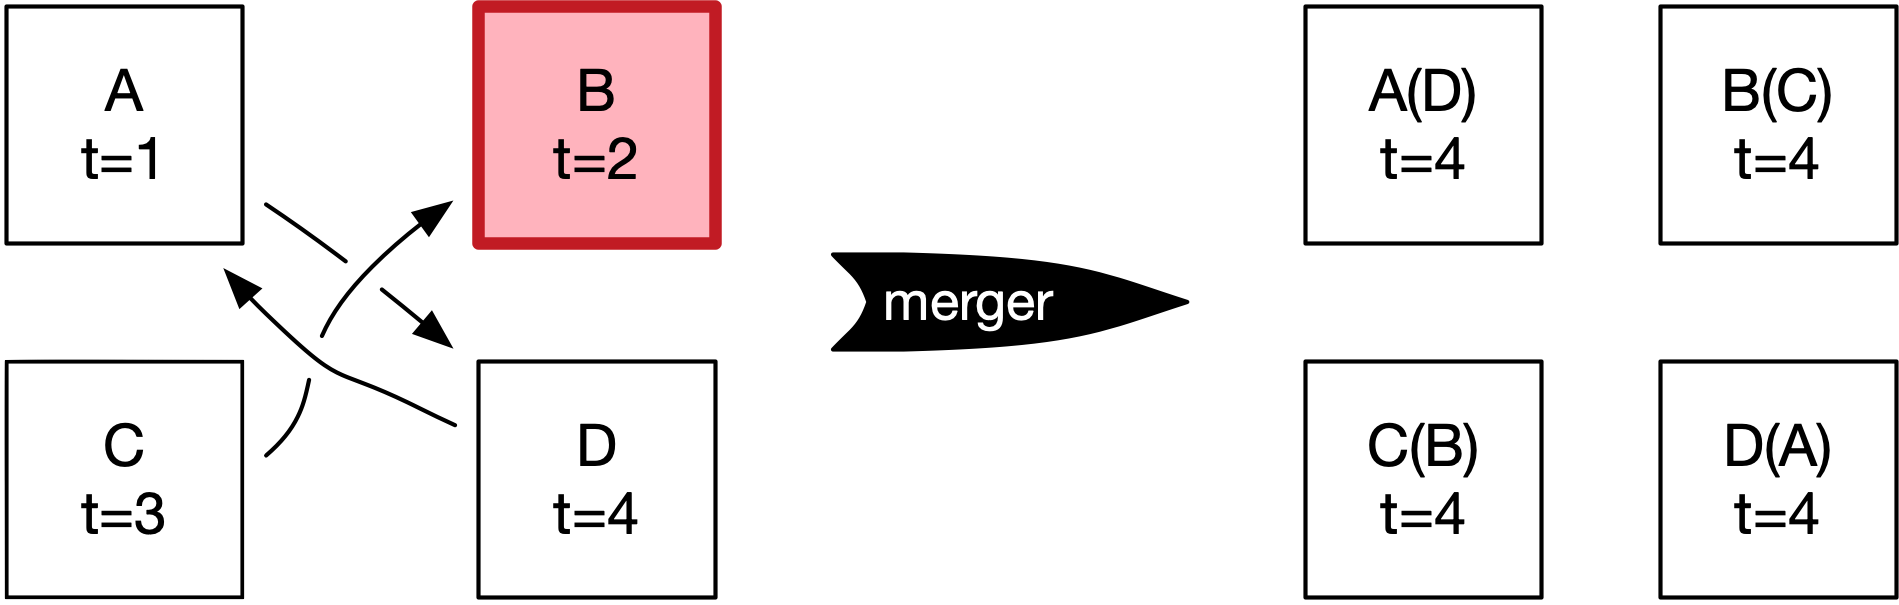 A
t=1
B
t=2
C
t=3
D
t=4
merger
A(D)
t=4
B(C)
t=4
C(B)
t=4
D(A)
t=4